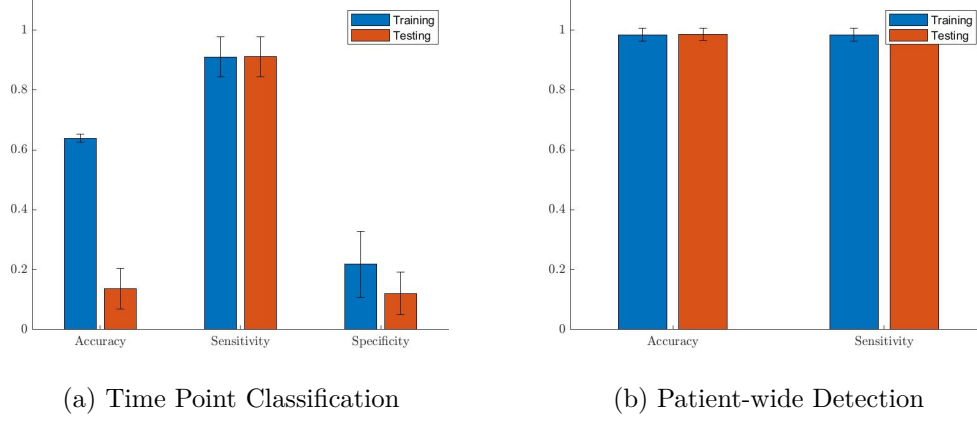 1
0.8
0.6
0.4
0.2
0
Training
Testing
Accuracy Sensitivity Specificity
(a) Time Point Classification
1
0.8
0.6
0.4
0.2
0
Training
Testing
Accuracy Sensitivity
(b) Patient-wide Detection